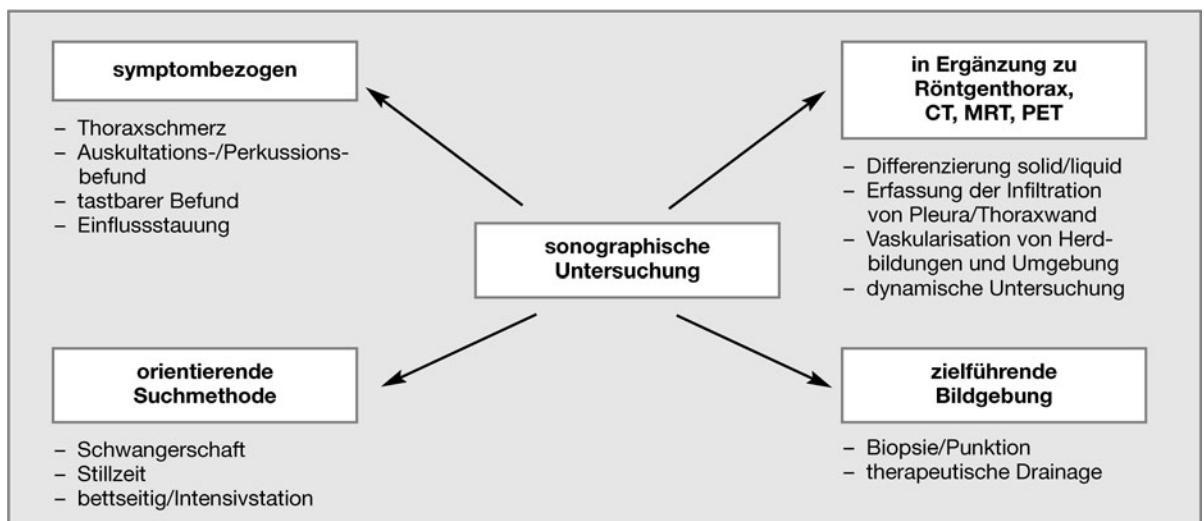 symptombezogen
– Thoraxschmerz
– Auskultations-/Perkussions-
befund
– tastbarer Befund
– Einflussstauung
in Ergänzung zu
Röntgenthorax,
CT, MRT, PET
– Differenzierung solid/liquid
– Erfassung der Infiltration
von Pleura/Thoraxwand
– Vaskularisation von Herd-
bildungen und Umgebung
– dynamische Untersuchung
sonographische
Untersuchung
orientierende
Suchmethode
– Schwangerschaft
– Stillzeit
– bettseitig/Intensivstation
zielführende
Bildgebung
– Biopsie/Punktion
– therapeutische Drainage